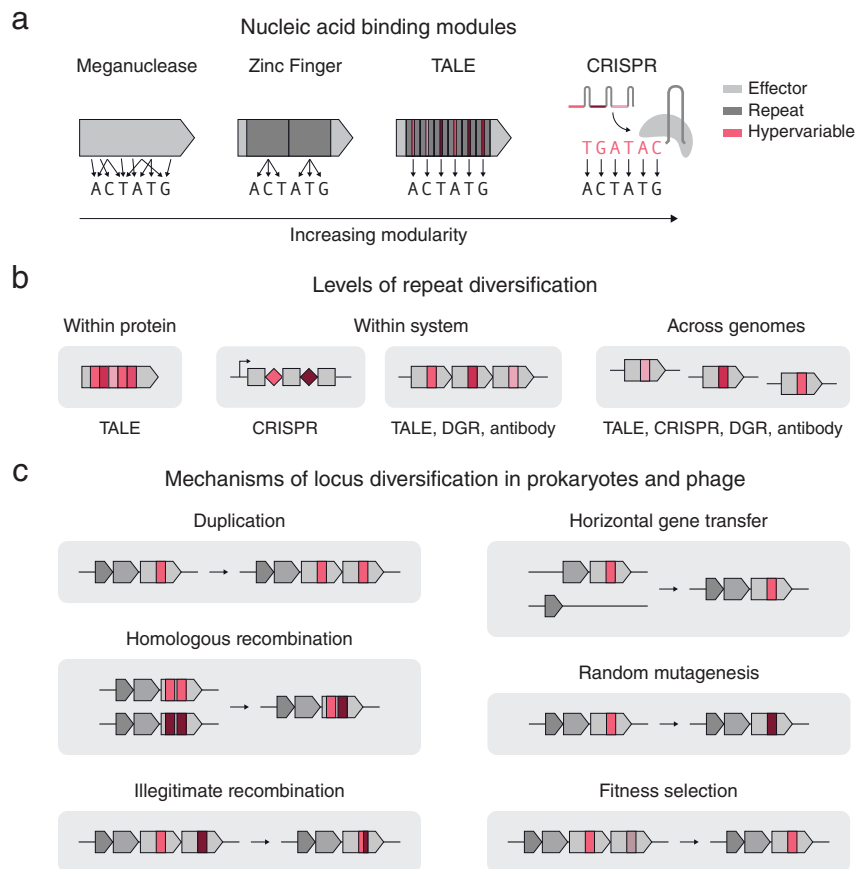 a
Nucleic acid binding modules
Meganuclease
Zinc Finger
TALE
CRISPR
Effector
Repeat
Hypervariable
TGATAC
ACTATG
ACTATG
ACTATG
ACTATG
Increasing modularity
b
Levels of repeat diversification
Within protein
Within system
Across genomes
TALE
CRISPR
TALE, DGR, antibody
TALE, CRISPR, DGR, antibody
c
Mechanisms of locus diversification in prokaryotes and phage
Duplication
Horizontal gene transfer
Homologous recombination
Random mutagenesis
Illegitimate recombination
Fitness selection